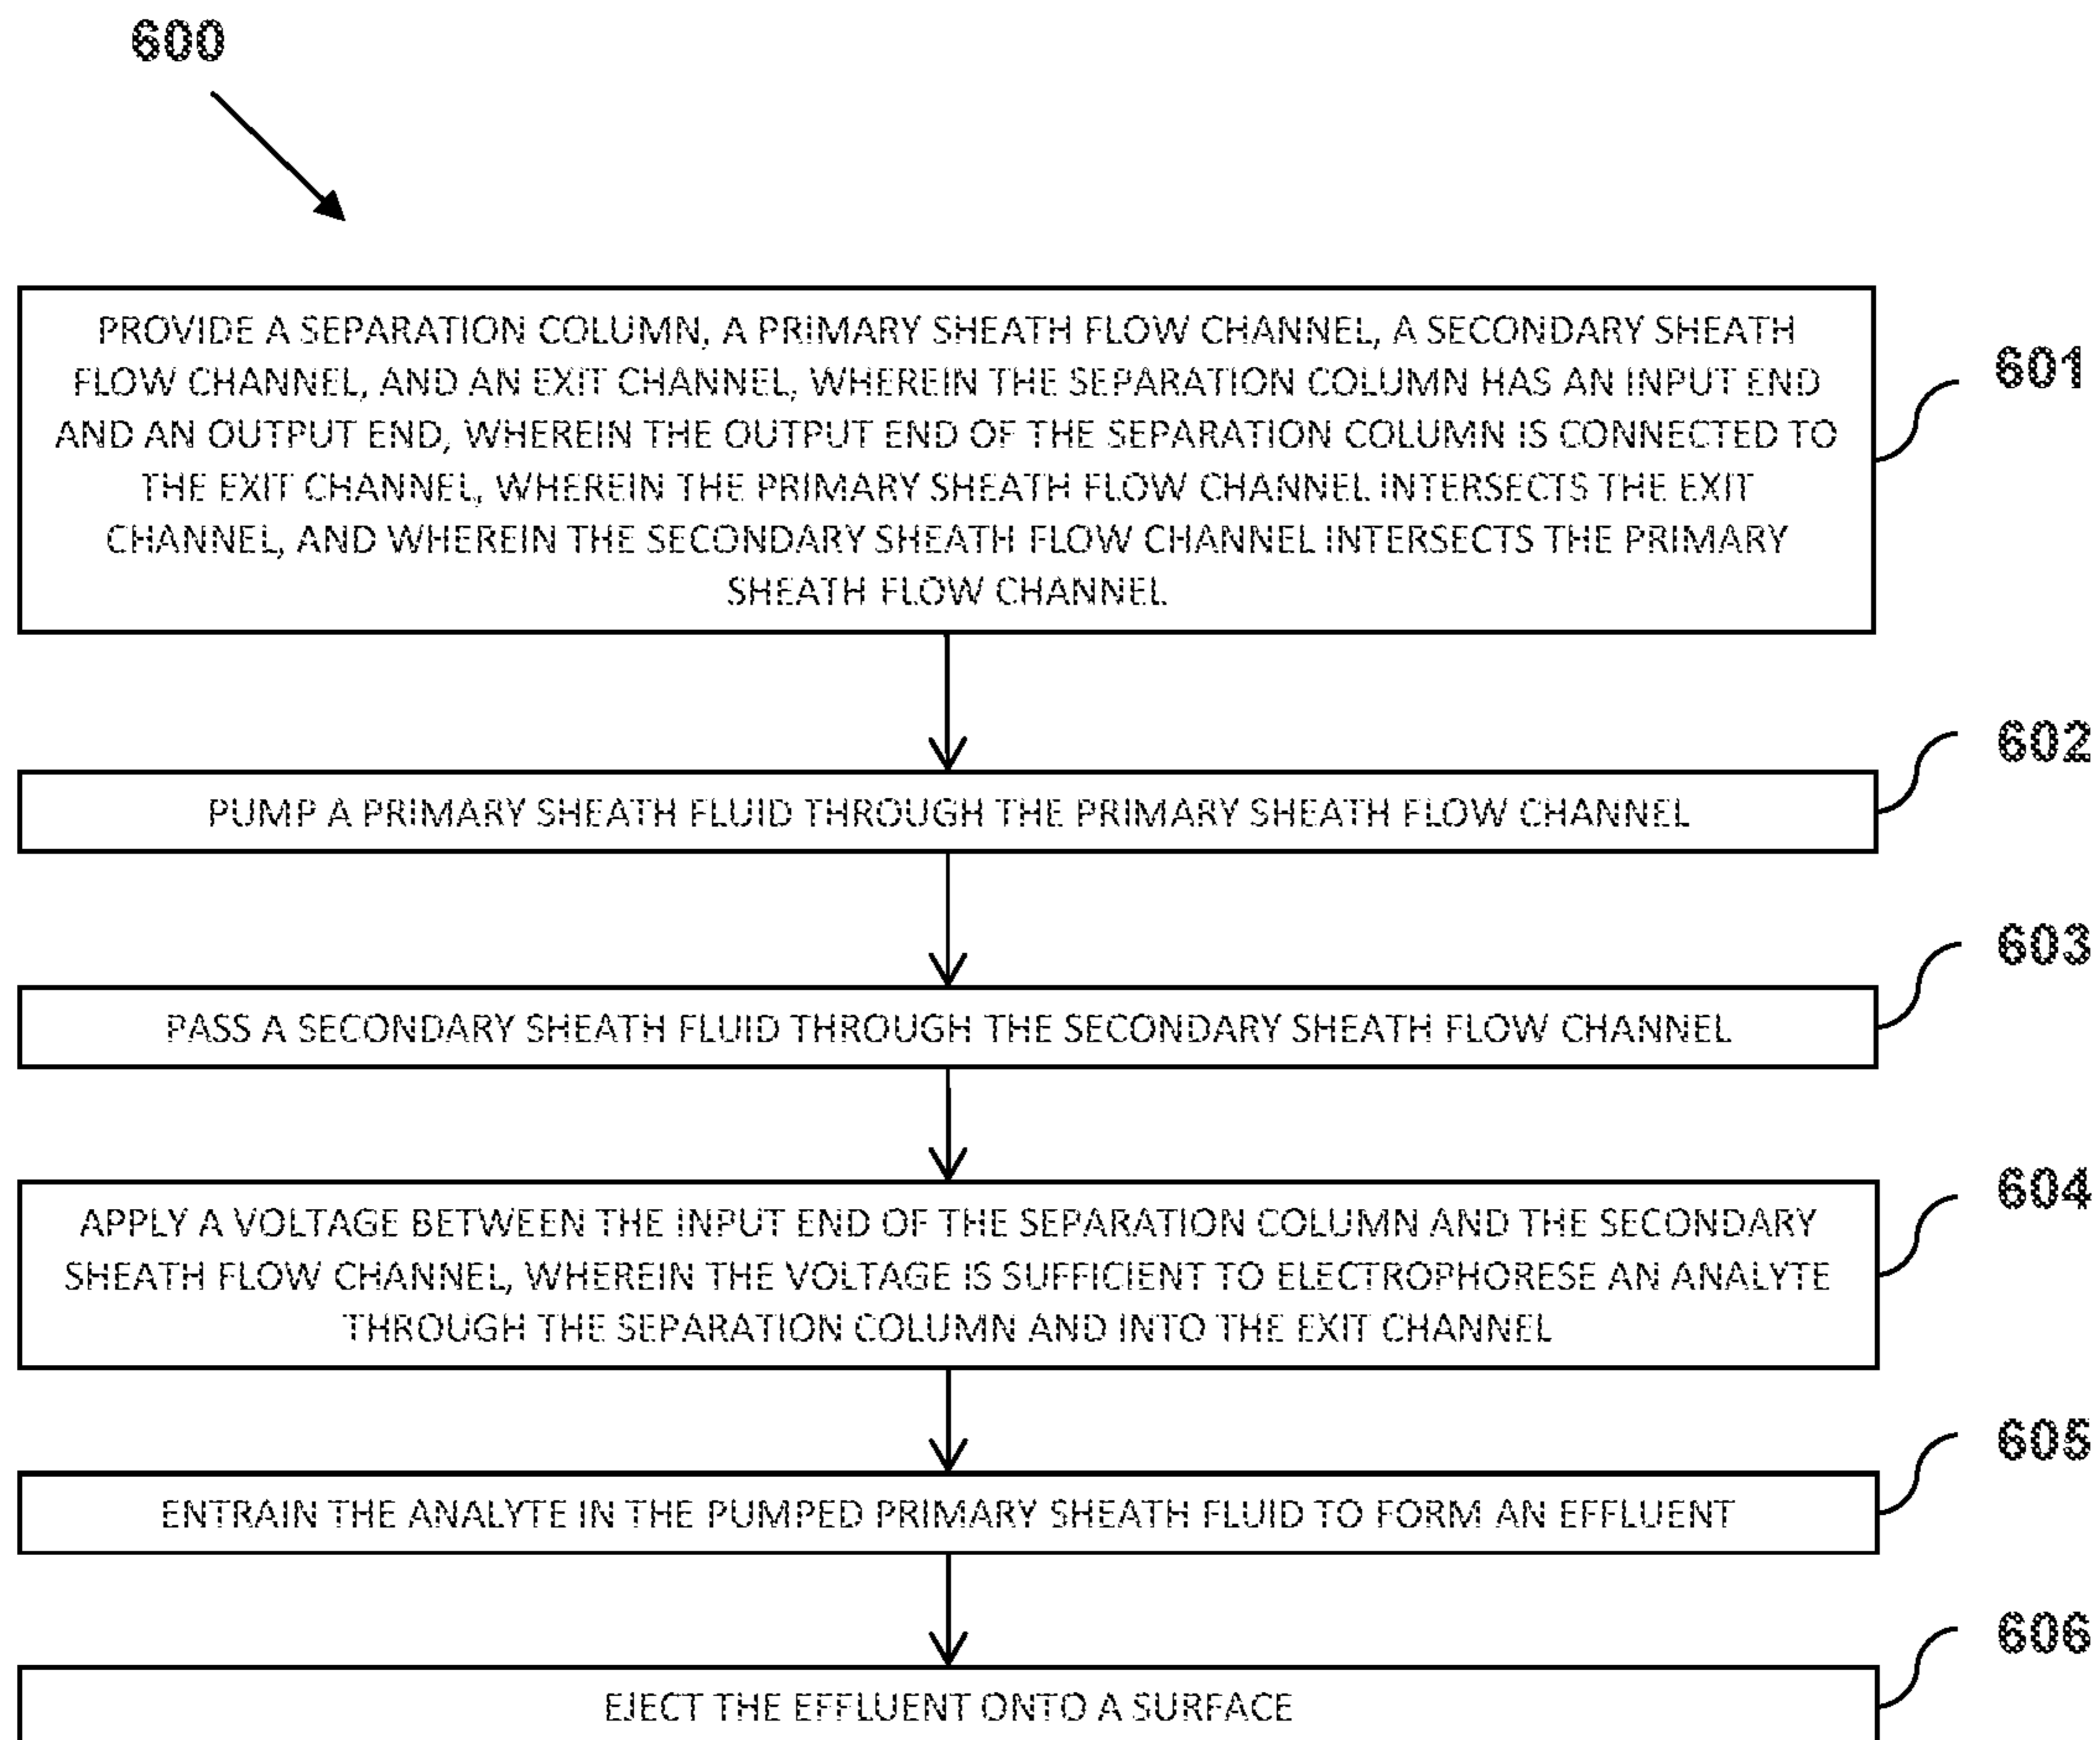 600
PROVIDE A SEPARATION COLUMN, A PRIMARY SHEATH FLOW CHANNEL, A SECONDARY SHEATH
FLOW CHANNEL, AND AN EXIT CHANNEL, WHEREIN THE SEPARATION COLUMN HAS AN INPUT END
AND AN OUTPUT END, WHEREIN THE OUTPUT END OF THE SEPARATION COLUMN IS CONNECTED TO
THE EXIT CHANNEL, WHEREIN THE PRIMARY SHEATH FLOW CHANNEL INTERSECTS THE EXIT
CHANNEL, AND WHEREIN THE SECONDARY SHEATH FLOW CHANNEL INTERSECTS THE PRIMARY
SHEATH FLOW CHANNEL
601
PUMP A PRIMARY SHEATH FLUID THROUGH THE PRIMARY SHEATH FLOW CHANNEL
602
PASS A SECONDARY SHEATH FLUID THROUGH THE SECONDARY SHEATH FLOW CHANNEL
603
APPLY A VOLTAGE BETWEEN THE INPUT END OF THE SEPARATION COLUMN AND THE SECONDARY
SHEATH FLOW CHANNEL, WHEREIN THE VOLTAGE IS SUFFICIENT TO ELECTROPHORESE AN ANALYTE
THROUGH THE SEPARATION COLUMN AND INTO THE EXIT CHANNEL
604
ENTRAIN THE ANALYTE IN THE PUMPED PRIMARY SHEATH FLUID TO FORM AN EFFLUENT
605
EJECT THE EFFLUENT ONTO A SURFACE
606